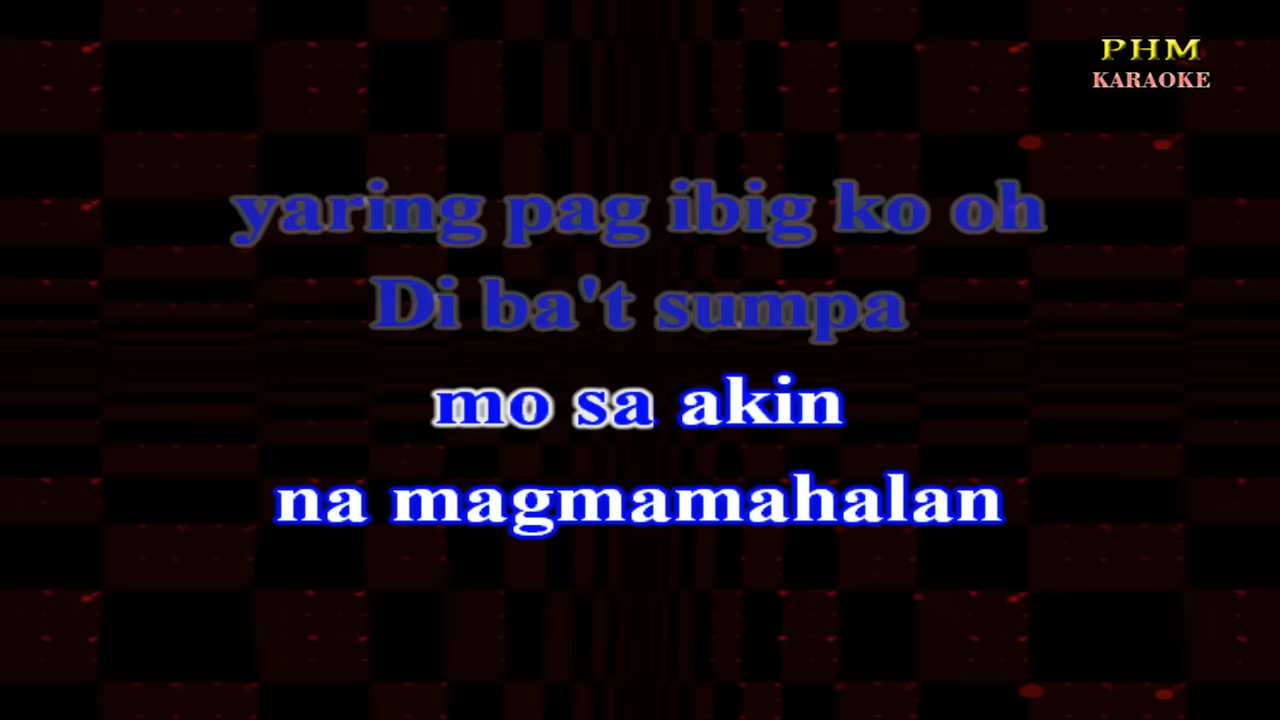 PHM
KARAOKE
yaring pag ibig ko oh
Di ba't sumpa
mo sa akin
na magmamahalan